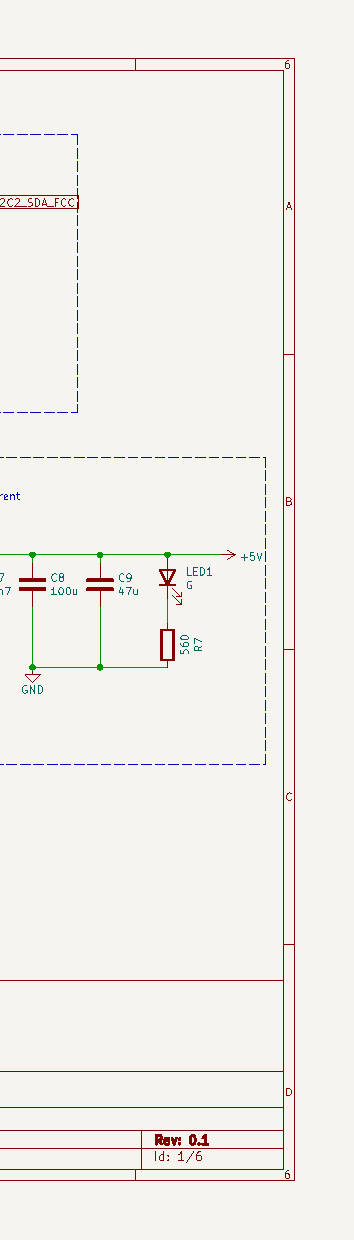 6
A
2C2_SDA_FCC
B
rent
+5V
7
n7
C8
100u
C9
47u
LED1
G
560
R7
GND
C
D
Rev: 0.1
Id: 1/6
6